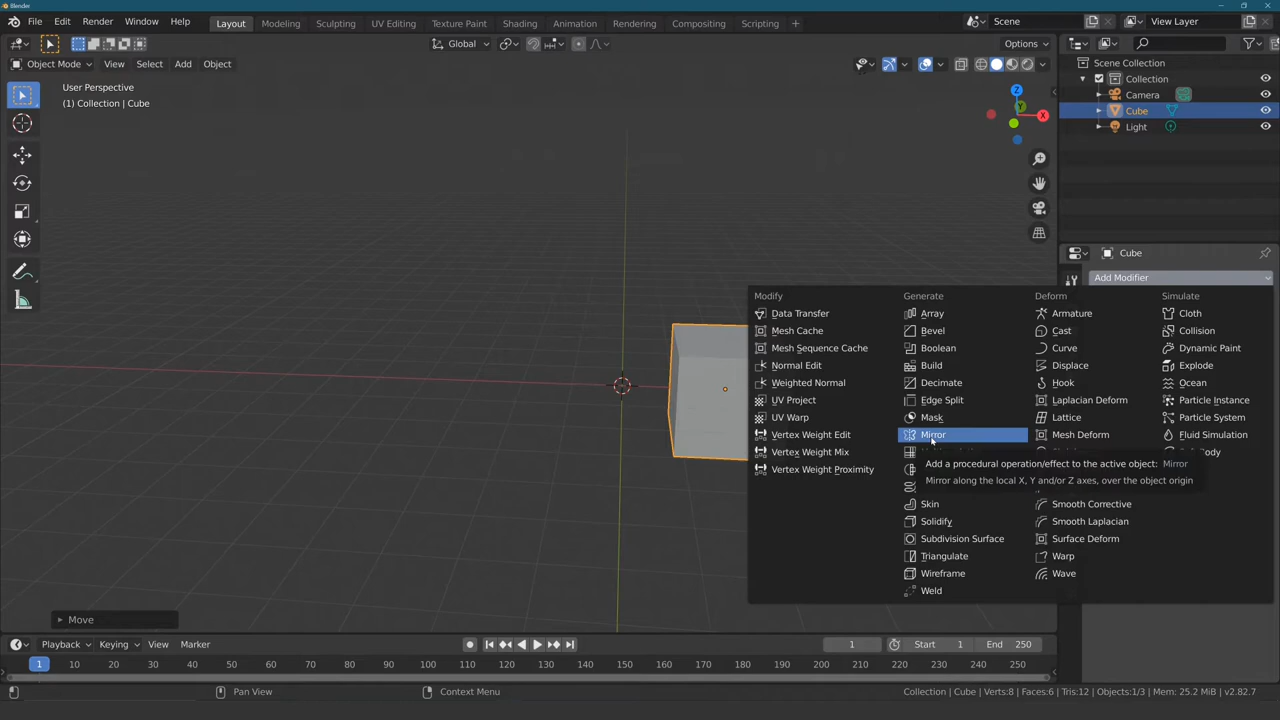 Blender
File Edit Render Window Help
Layout Modeling Sculpting UV Editing Texture Paint Shading Animation Rendering Compositing Scripting +
Scene
View Layer
Global
Options
Object Mode View Select Add Object
User Perspective
(1) Collection | Cube
Z
Y
X
Scene Collection
Collection
Camera
Cube
Light
Cube
Add Modifier
Modify
Data Transfer
Mesh Cache
Mesh Sequence Cache
Normal Edit
Weighted Normal
UV Project
UV Warp
Vertex Weight Edit
Vertex Weight Mix
Vertex Weight Proximity
Generate
Array
Bevel
Boolean
Build
Decimate
Edge Split
Mask
Mirror
Skin
Solidify
Subdivision Surface
Triangulate
Wireframe
Weld
Deform
Armature
Cast
Curve
Displace
Hook
Laplacian Deform
Lattice
Mesh Deform
Smooth Corrective
Smooth Laplacian
Surface Deform
Warp
Wave
Simulate
Cloth
Collision
Dynamic Paint
Explode
Ocean
Particle Instance
Particle System
Fluid Simulation
Add a procedural operation/effect to the active object: Mirror
Mirror along the local X, Y and/or Z axes, over the object origin
Move
Playback Keying View Marker
1
Start 1
End 250
1 10 20 30 40 50 60 70 80 90 100 110 120 130 140 150 160 170 180 190 200 210 220 230 240 250
Pan View
Context Menu
Collection | Cube | Verts:8 | Faces:6 | Tris:12 | Objects:1/3 | Mem: 25.2 MiB | v2.82.7